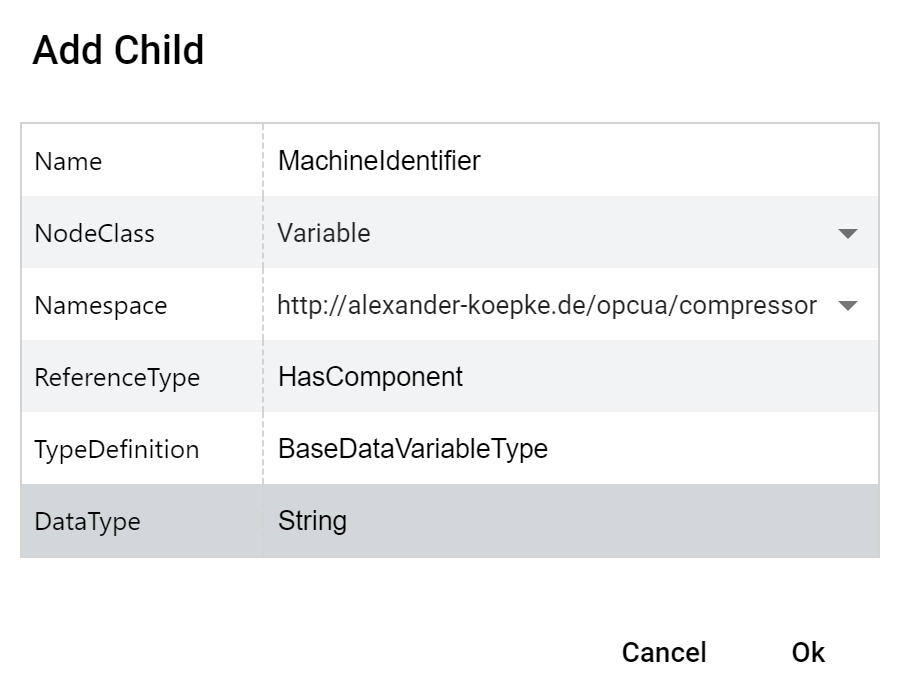 Add Child
Name MachineIdentifier
NodeClass Variable
Namespace http://alexander-koepke.de/opcua/compressor
ReferenceType HasComponent
TypeDefinition BaseDataVariableType
DataType String
Cancel Ok